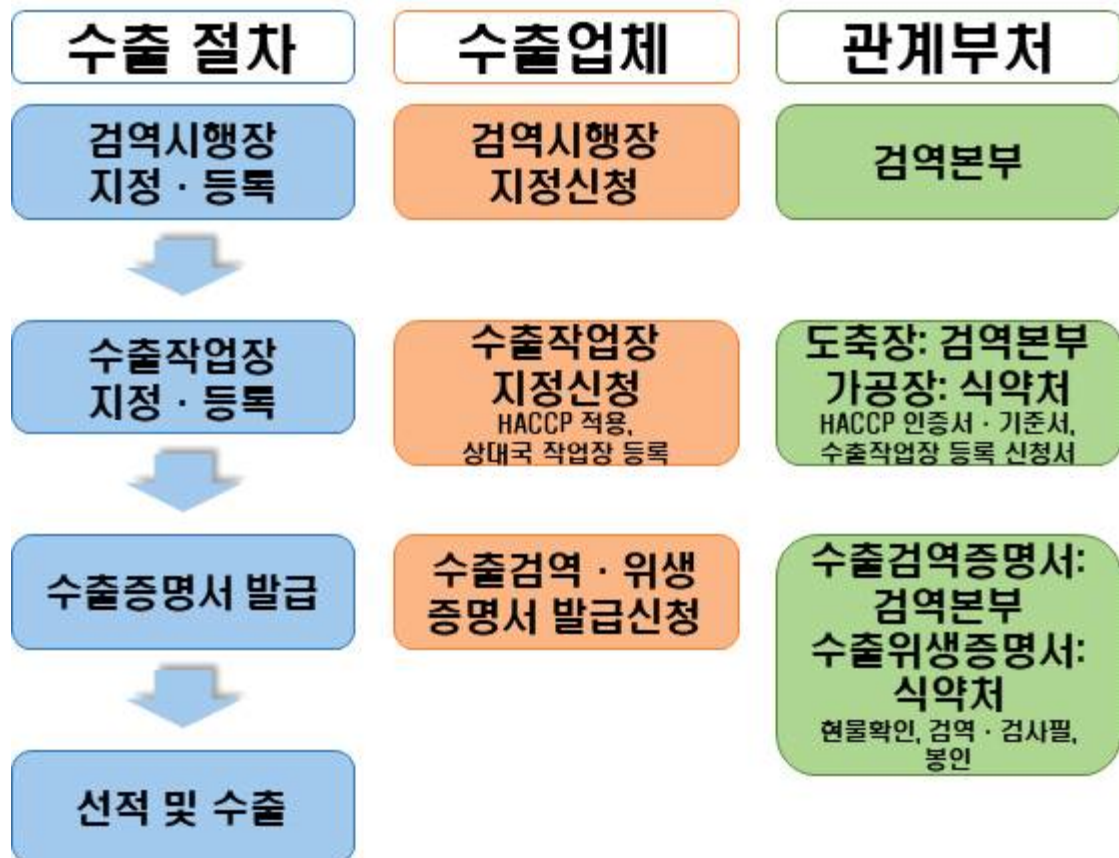 수출 절차
수출업체
관계부처
검역시행장
지정 · 등록
검역시행장
지정신청
검역본부
수출작업장
지정 · 등록
수출작업장
지정신청
HACCP 적용,
상대국 작업장 등록
도축장: 검역본부
가공장: 식약처
HACCP 인증서 · 기준서,
수출작업장 등록 신청서
수출증명서 발급
수출검역 · 위생
증명서 발급신청
수출검역증명서:
검역본부
수출위생증명서:
식약처
현물확인, 검역 · 검사필,
봉인
선적 및 수출